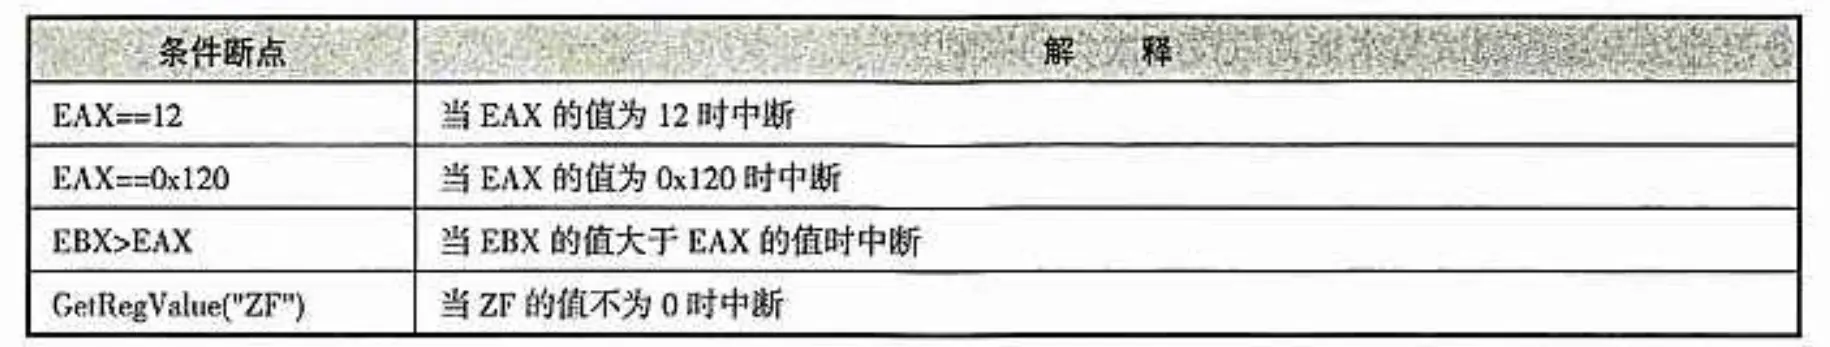 条件断点 解 释
EAX==12 当 EAX 的值为 12 时中断
EAX==0x120 当 EAX 的值为 0x120 时中断
EBX>EAX 当 EBX 的值大于 EAX 的值时中断
GetRegValue("ZF") 当 ZF 的值不为 0 时中断